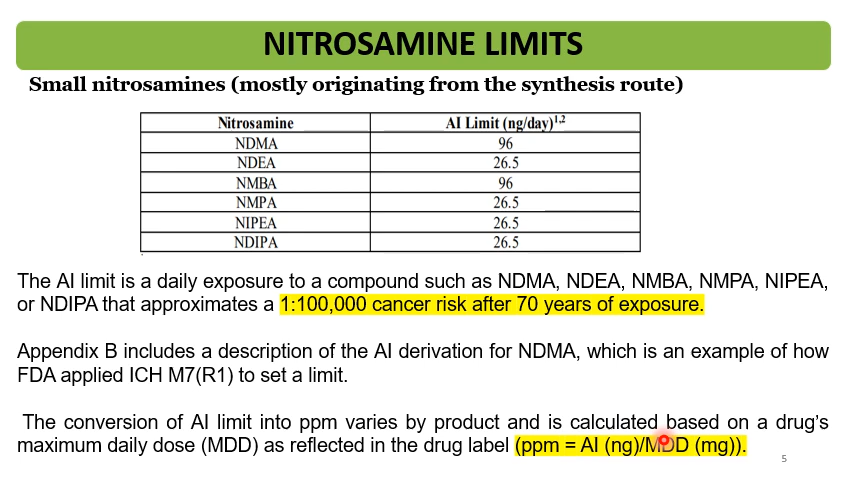 NITROSAMINE LIMITS
Small nitrosamines (mostly originating from the synthesis route)
Nitrosamine AI Limit (ng/day)1,2
NDMA 96
NDEA 26.5
NMBA 96
NMPA 26.5
NIPEA 26.5
NDIPA 26.5
The AI limit is a daily exposure to a compound such as NDMA, NDEA, NMBA, NMPA, NIPEA,
or NDIPA that approximates a 1:100,000 cancer risk after 70 years of exposure.
Appendix B includes a description of the AI derivation for NDMA, which is an example of how
FDA applied ICH M7(R1) to set a limit.
The conversion of AI limit into ppm varies by product and is calculated based on a drug's
maximum daily dose (MDD) as reflected in the drug label (ppm = AI (ng)/MDD (mg)).
5